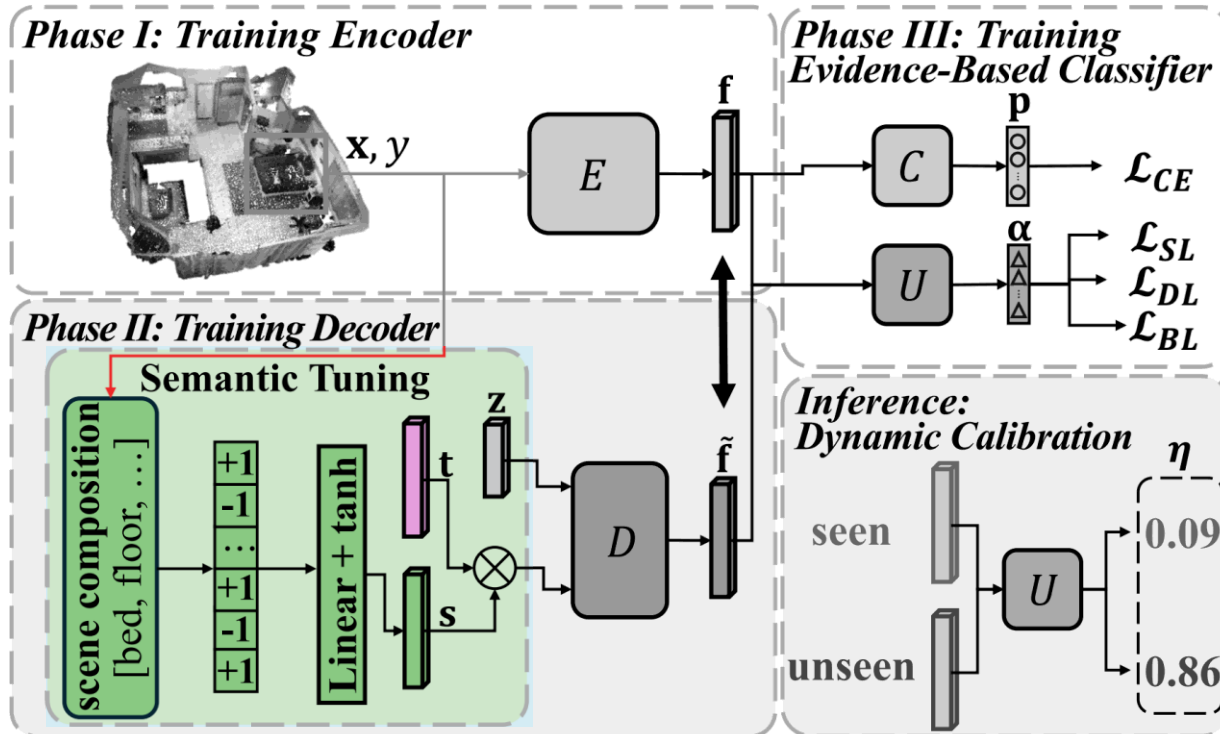 Phase I: Training Encoder
x, y
E
f
Phase II: Training Decoder
Semantic Tuning
scene composition
[bed, floor, ...]
+1
-1
...
+1
-1
+1
Linear + tanh
t
s
z
D
f̃
Phase III: Training
Evidence-Based Classifier
C
p
ℒCE
U
α
ℒSL
ℒDL
ℒBL
Inference:
Dynamic Calibration
seen
unseen
U
η
0.09
0.86